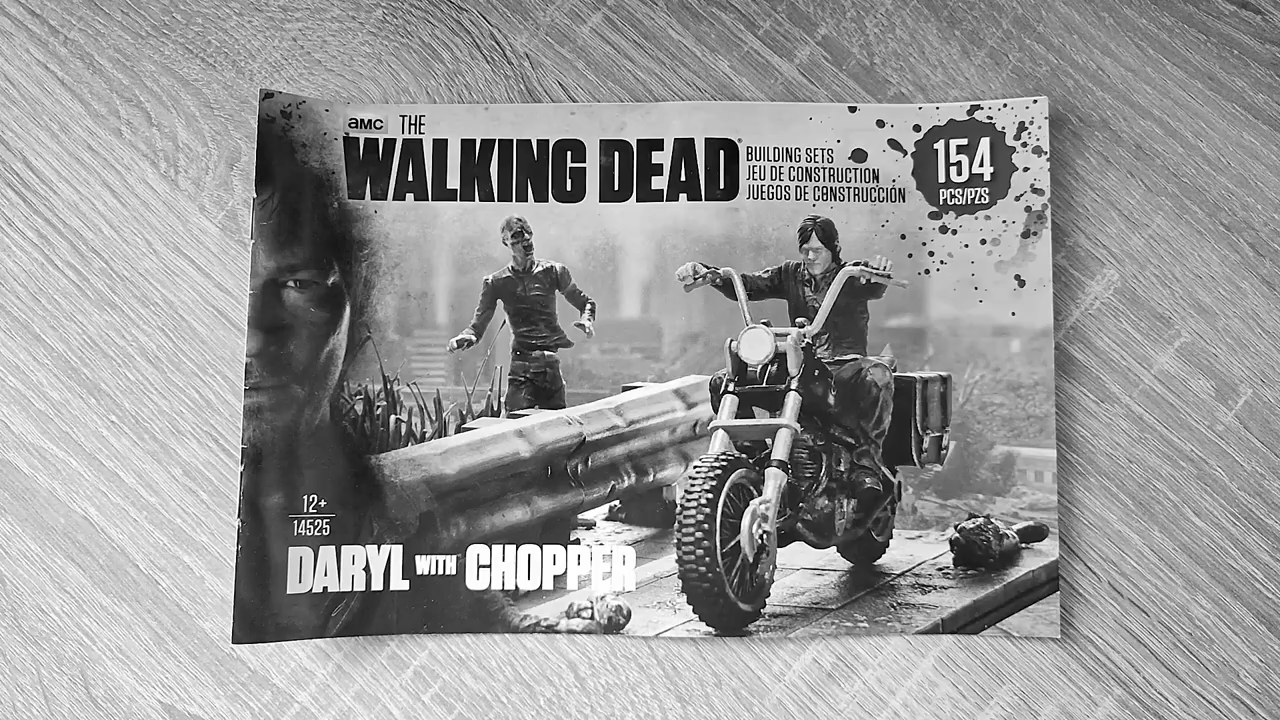 aMC THE
WALKING DEAD
BUILDING SETS
JEU DE CONSTRUCTION
JUEGOS DE CONSTRUCCIÓN
154
PCS/PZS
12+
14525
DARYL WITH CHOPPER